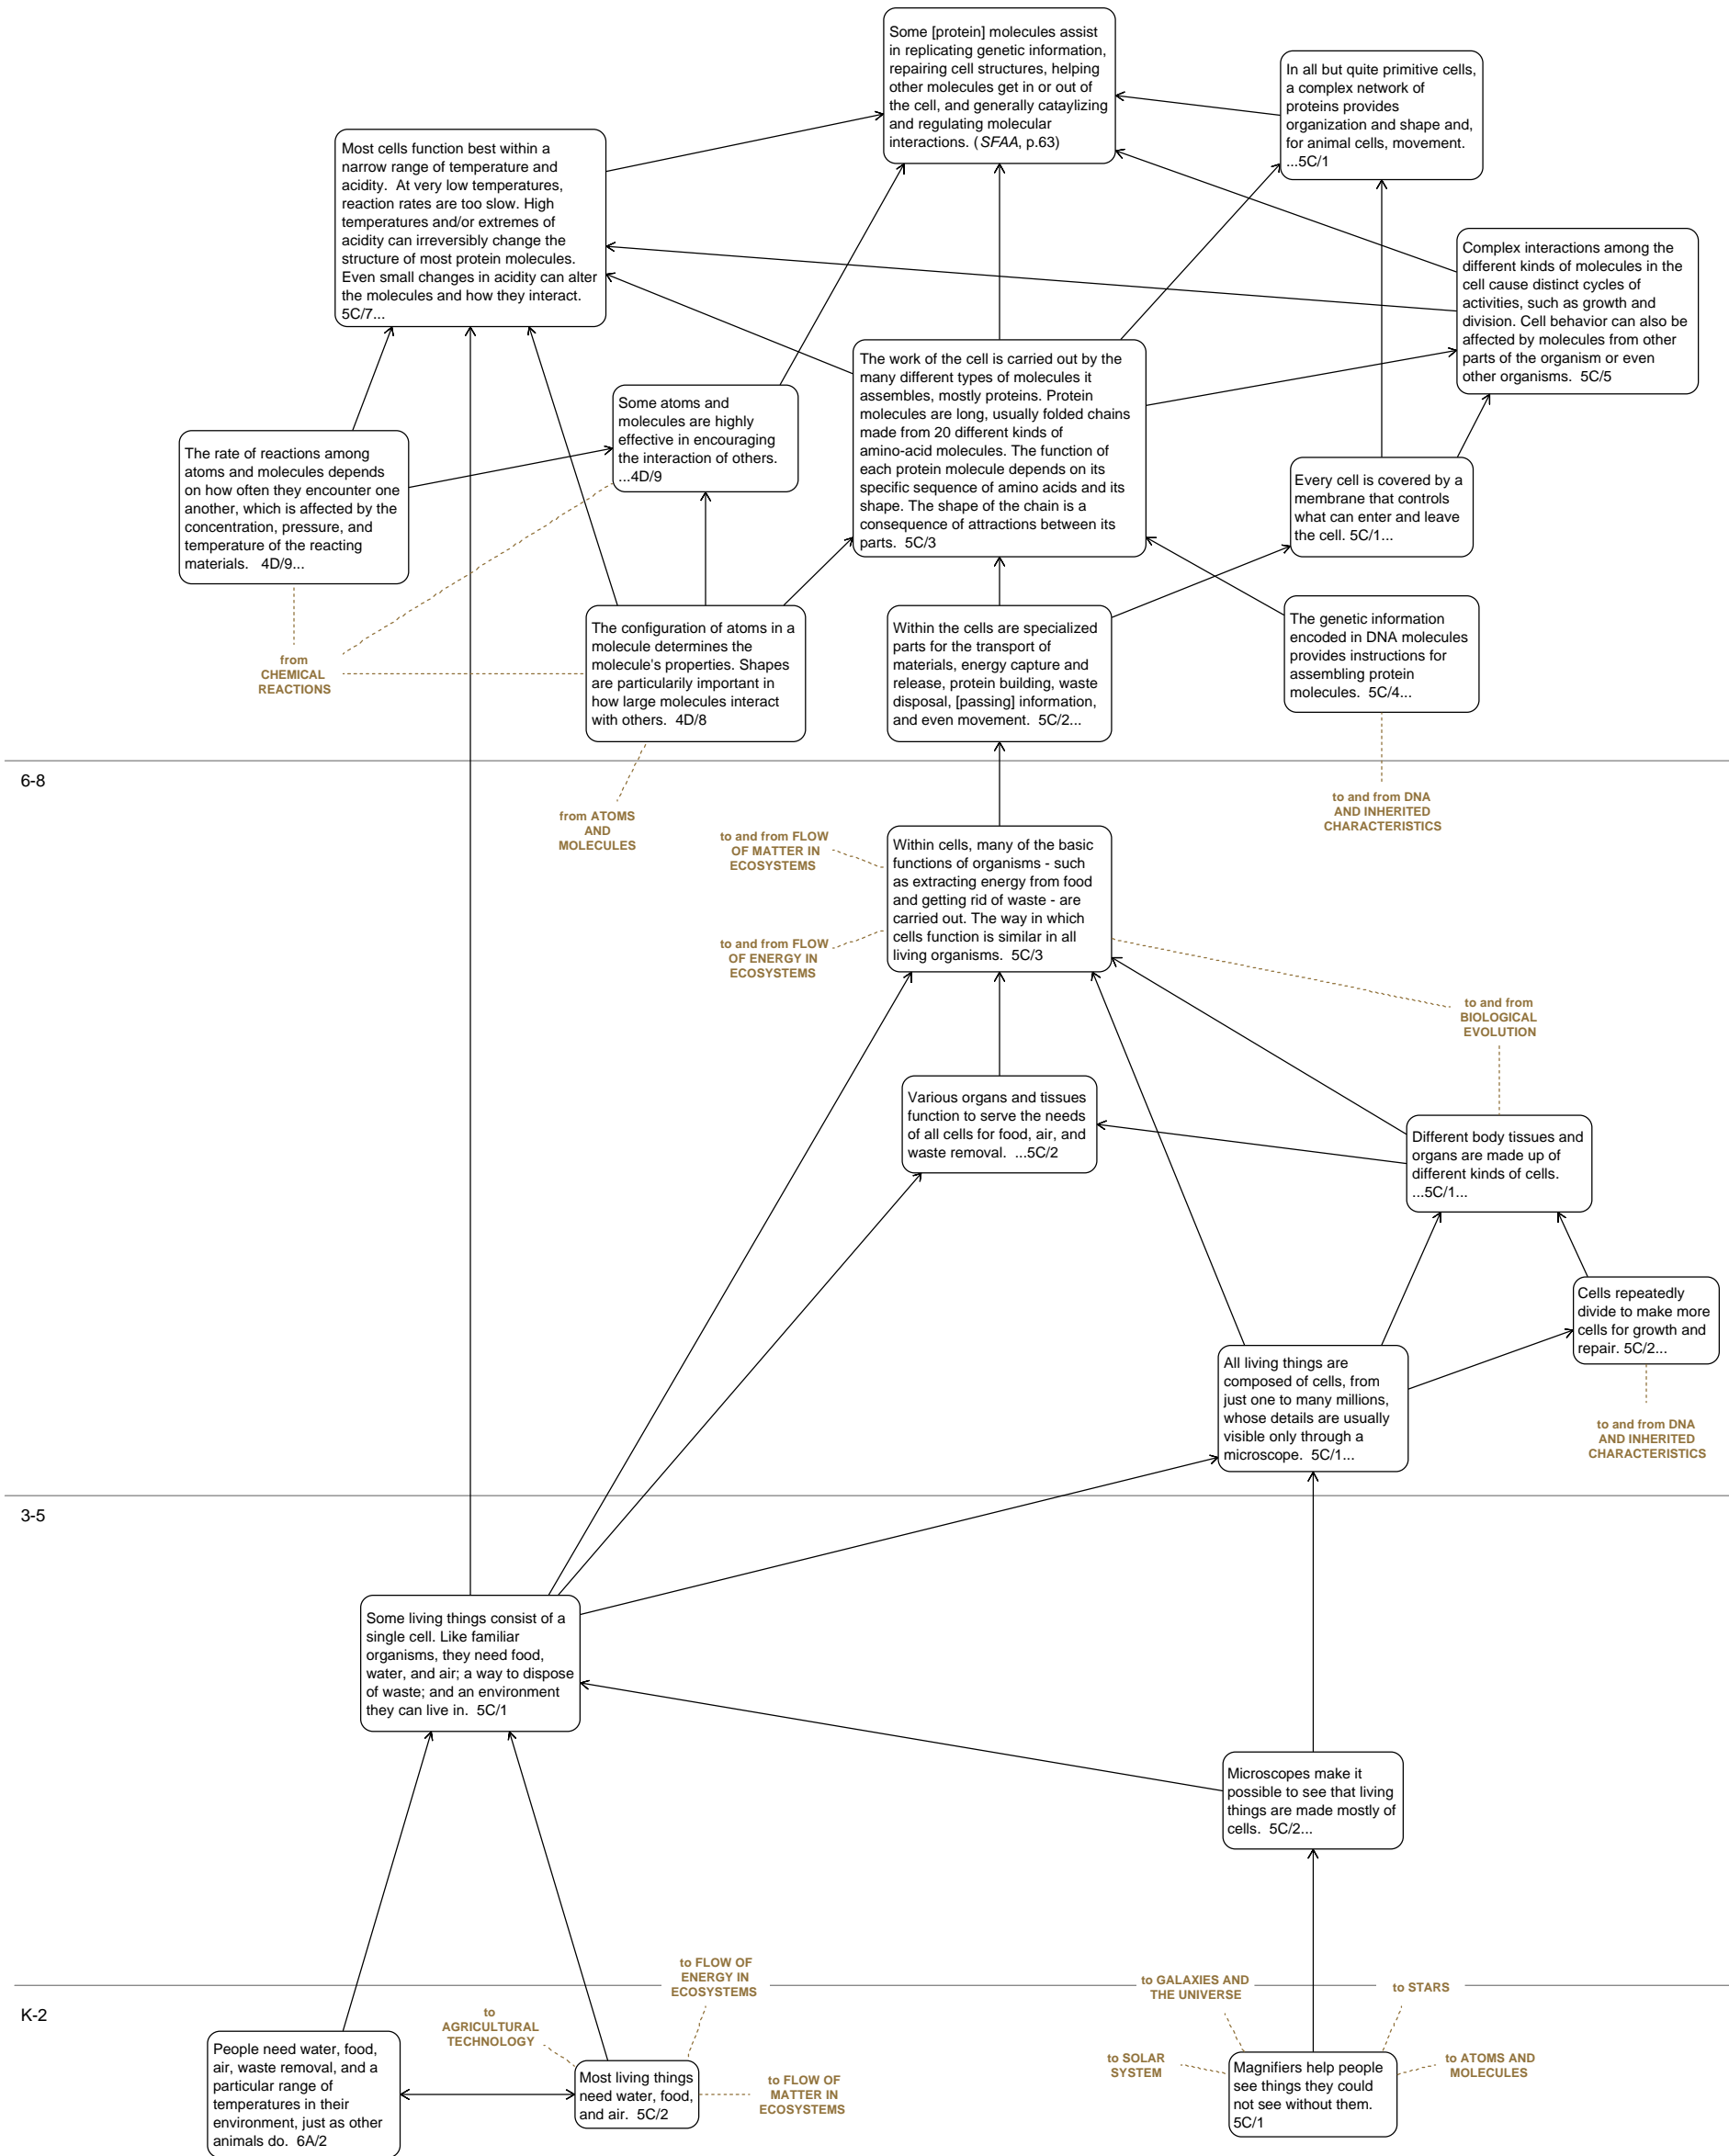 Some [protein] molecules assist
in replicating genetic information,
repairing cell structures, helping
other molecules get in or out of
the cell, and generally cataylizing
and regulating molecular
interactions. (SFAA, p.63)
In all but quite primitive cells,
a complex network of
proteins provides
organization and shape and,
for animal cells, movement.
...5C/1
Most cells function best within a
narrow range of temperature and
acidity. At very low temperatures,
reaction rates are too slow. High
temperatures and/or extremes of
acidity can irreversibly change the
structure of most protein molecules.
Even small changes in acidity can alter
the molecules and how they interact.
5C/7...
Complex interactions among the
different kinds of molecules in the
cell cause distinct cycles of
activities, such as growth and
division. Cell behavior can also be
affected by molecules from other
parts of the organism or even
other organisms. 5C/5
The work of the cell is carried out by the
many different types of molecules it
assembles, mostly proteins. Protein
molecules are long, usually folded chains
made from 20 different kinds of
amino-acid molecules. The function of
each protein molecule depends on its
specific sequence of amino acids and its
shape. The shape of the chain is a
consequence of attractions between its
parts. 5C/3
Some atoms and
molecules are highly
effective in encouraging
the interaction of others.
...4D/9
The rate of reactions among
atoms and molecules depends
on how often they encounter one
another, which is affected by the
concentration, pressure, and
temperature of the reacting
materials. 4D/9...
Every cell is covered by a
membrane that controls
what can enter and leave
the cell. 5C/1...
from
CHEMICAL
REACTIONS
The configuration of atoms in a
molecule determines the
molecule's properties. Shapes
are particularily important in
how large molecules interact
with others. 4D/8
Within the cells are specialized
parts for the transport of
materials, energy capture and
release, protein building, waste
disposal, [passing] information,
and even movement. 5C/2...
The genetic information
encoded in DNA molecules
provides instructions for
assembling protein
molecules. 5C/4...
6-8
from ATOMS
AND
MOLECULES
to and from DNA
AND INHERITED
CHARACTERISTICS
to and from FLOW
OF MATTER IN
ECOSYSTEMS
Within cells, many of the basic
functions of organisms - such
as extracting energy from food
and getting rid of waste - are
carried out. The way in which
cells function is similar in all
living organisms. 5C/3
to and from FLOW
OF ENERGY IN
ECOSYSTEMS
to and from
BIOLOGICAL
EVOLUTION
Various organs and tissues
function to serve the needs
of all cells for food, air, and
waste removal. ...5C/2
Different body tissues and
organs are made up of
different kinds of cells.
...5C/1...
Cells repeatedly
divide to make more
cells for growth and
repair. 5C/2...
All living things are
composed of cells, from
just one to many millions,
whose details are usually
visible only through a
microscope. 5C/1...
to and from DNA
AND INHERITED
CHARACTERISTICS
3-5
Some living things consist of a
single cell. Like familiar
organisms, they need food,
water, and air; a way to dispose
of waste; and an environment
they can live in. 5C/1
Microscopes make it
possible to see that living
things are made mostly of
cells. 5C/2...
to FLOW OF
ENERGY IN
ECOSYSTEMS
to GALAXIES AND
THE UNIVERSE
to STARS
K-2
to
AGRICULTURAL
TECHNOLOGY
People need water, food,
air, waste removal, and a
particular range of
temperatures in their
environment, just as other
animals do. 6A/2
Most living things
need water, food,
and air. 5C/2
to FLOW OF
MATTER IN
ECOSYSTEMS
to SOLAR
SYSTEM
Magnifiers help people
see things they could
not see without them.
5C/1
to ATOMS AND
MOLECULES